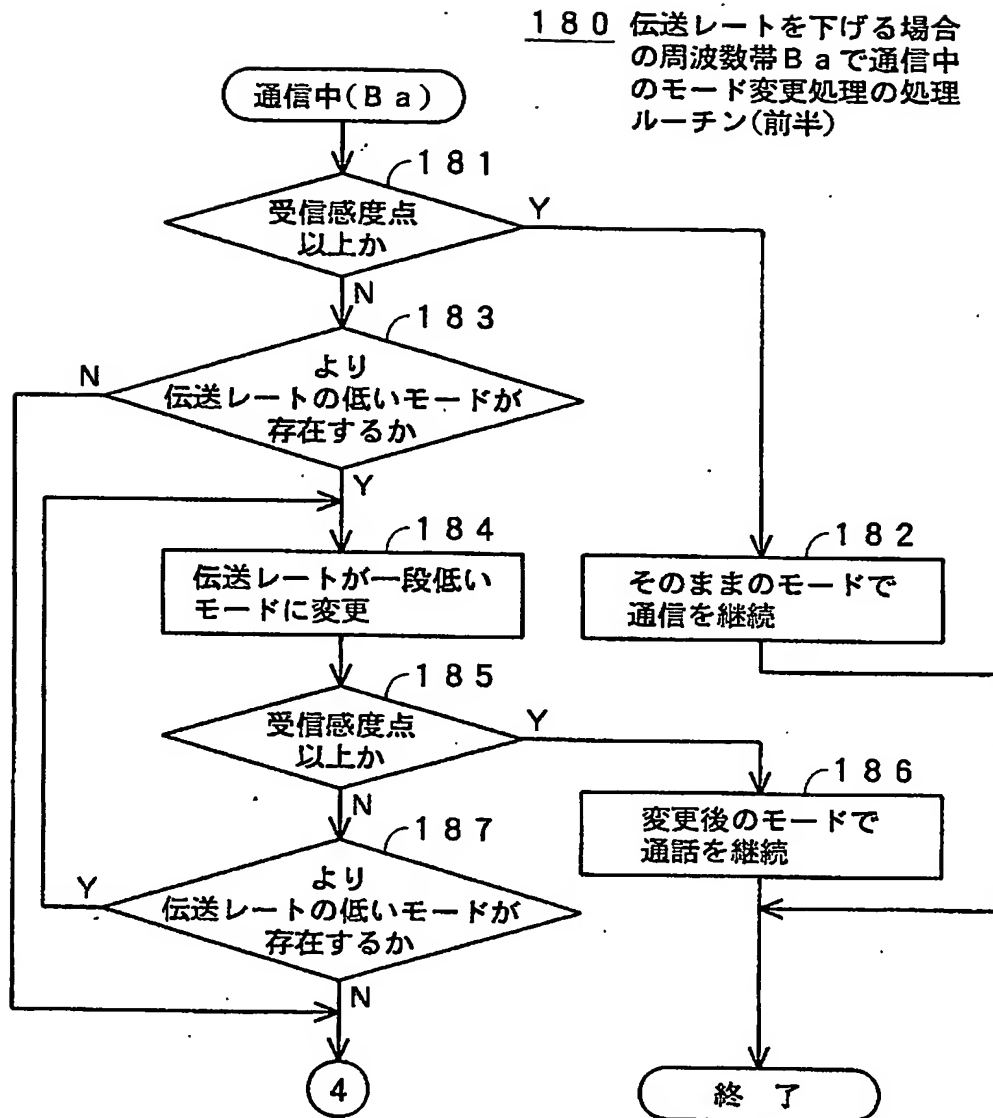 180 伝送レートを下げる場合
の周波数帯Baで通信中
のモード変更処理の処理
ルーチン(前半)
通信中(Ba)
181
受信感度点
以上か
Y
N
183
より
伝送レートの低いモードが
存在するか
N
Y
184
伝送レートが一段低い
モードに変更
182
そのままのモードで
通信を継続
185
受信感度点
以上か
Y
N
186
変更後のモードで
通話を継続
187
より
伝送レートの低いモードが
存在するか
Y
N
4
終了